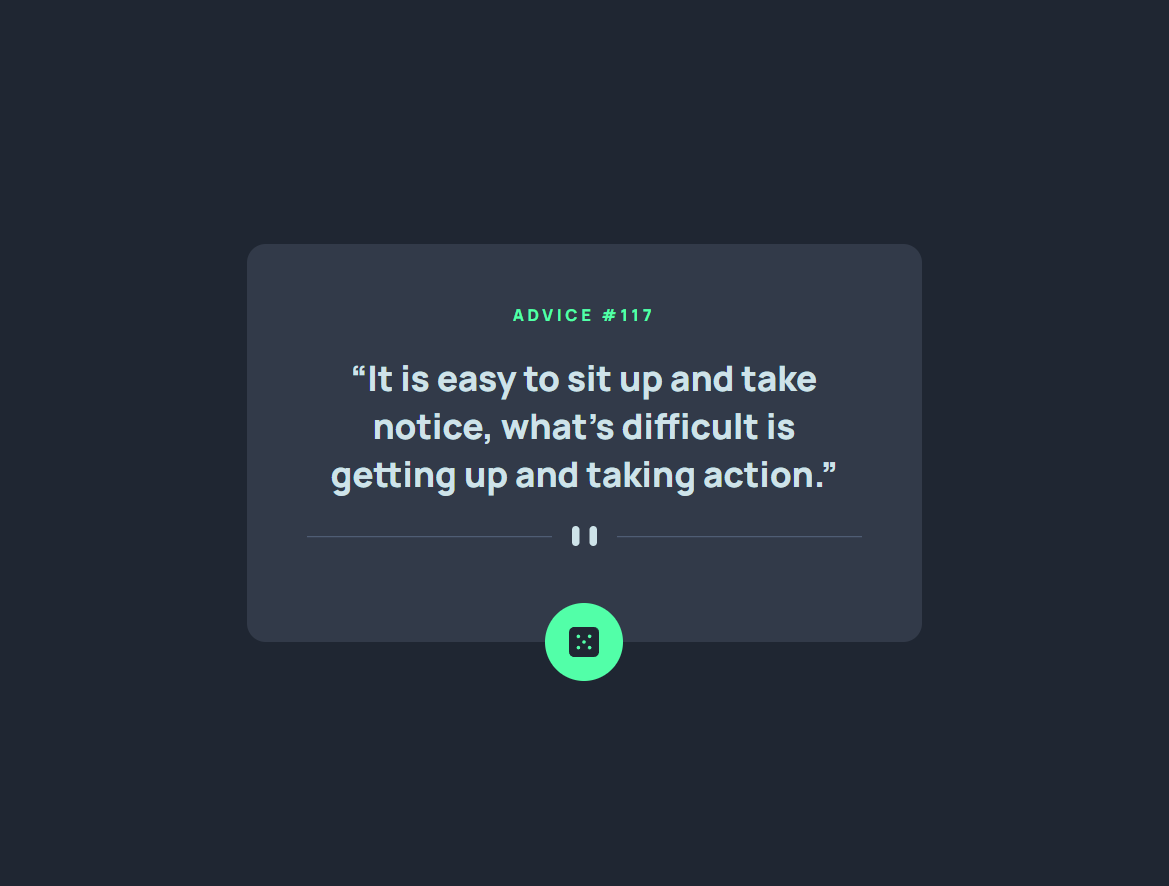 ADVICE #117
“It is easy to sit up and take
notice, what’s difficult is
getting up and taking action.”